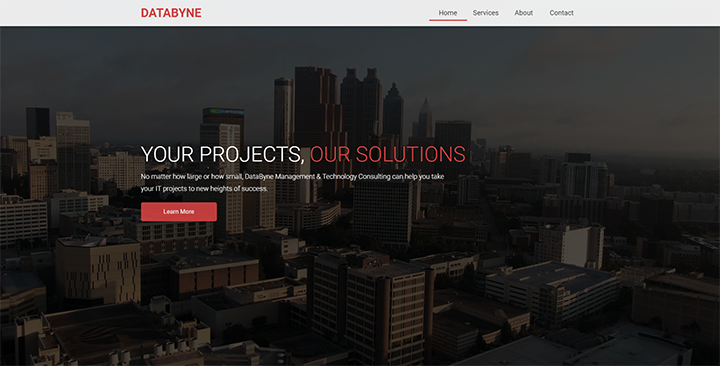 DATABYNE
Home Services About Contact
YOUR PROJECTS, OUR SOLUTIONS
No matter how large or how small, DataByne Management & Technology Consulting can help you take
your IT projects to new heights of success.
Learn More